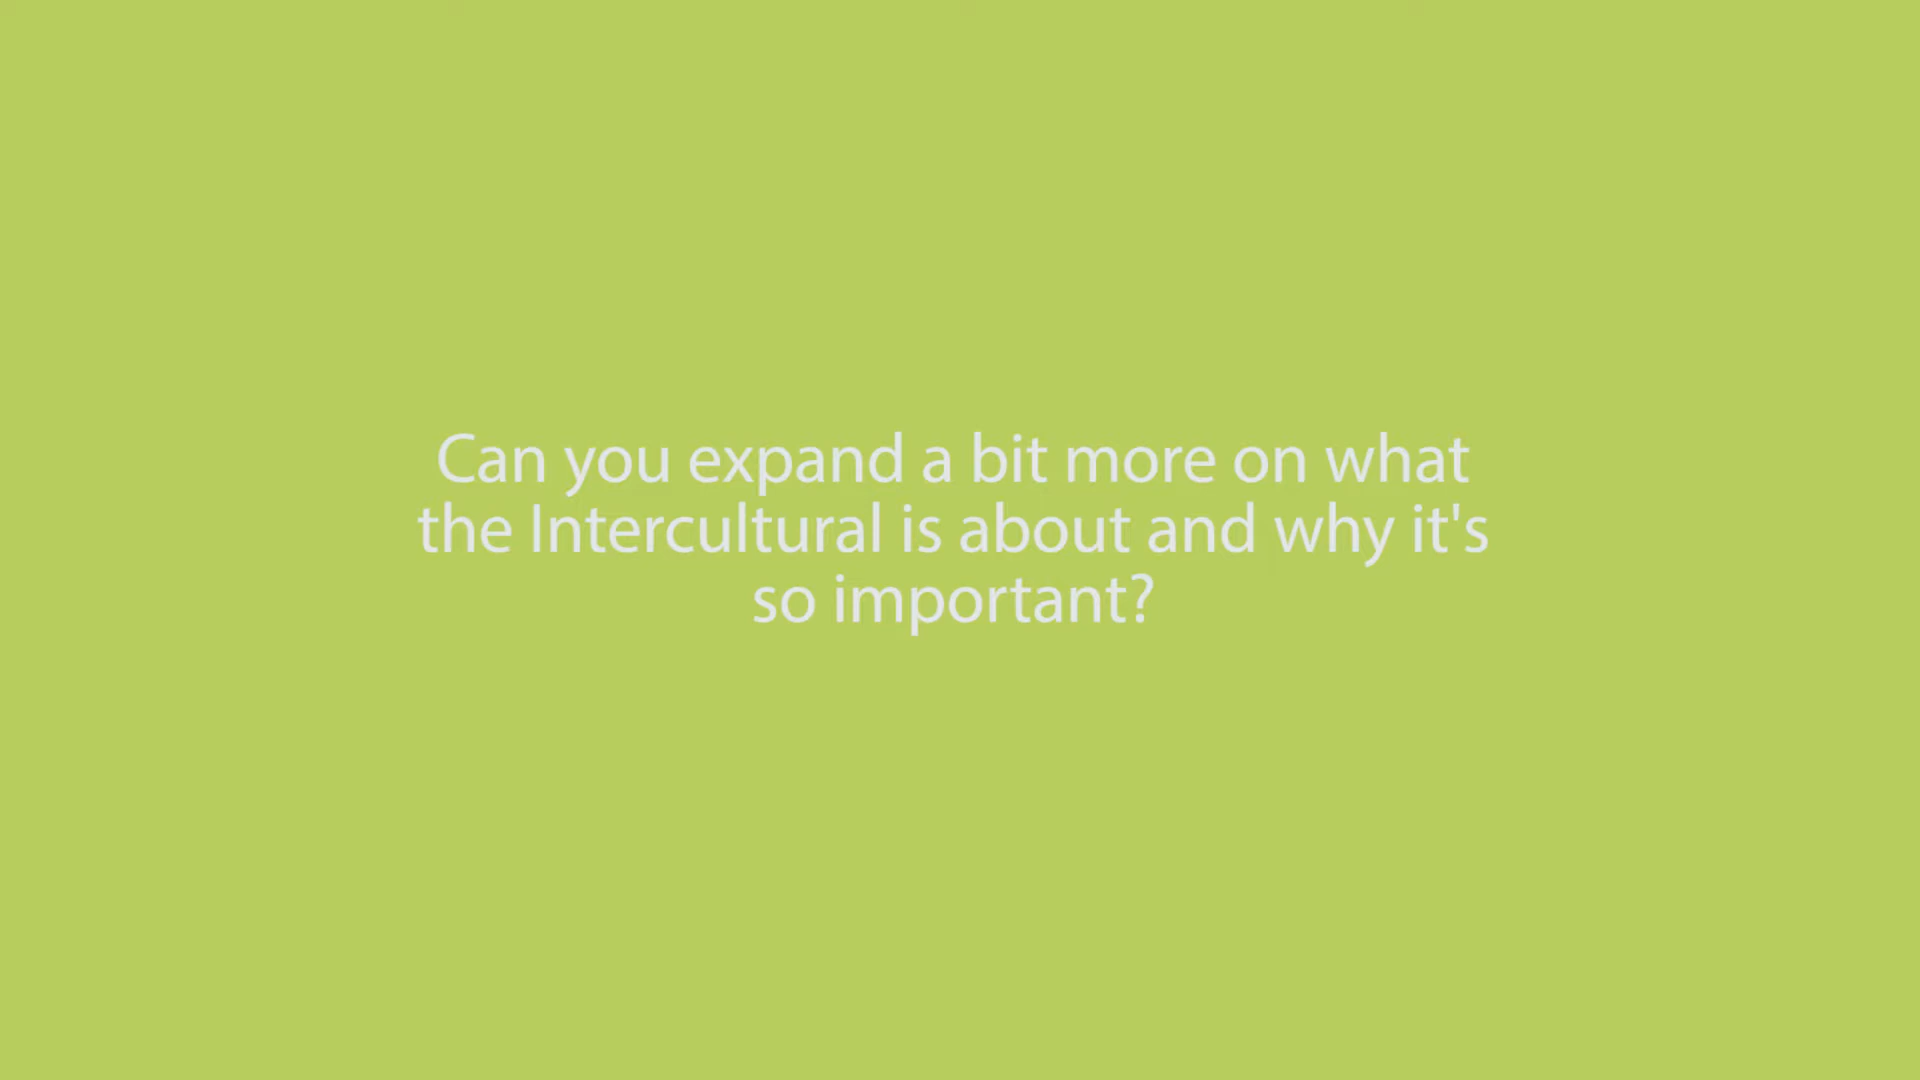 Can you expand a bit more on what
the Intercultural is about and why it's
so important?